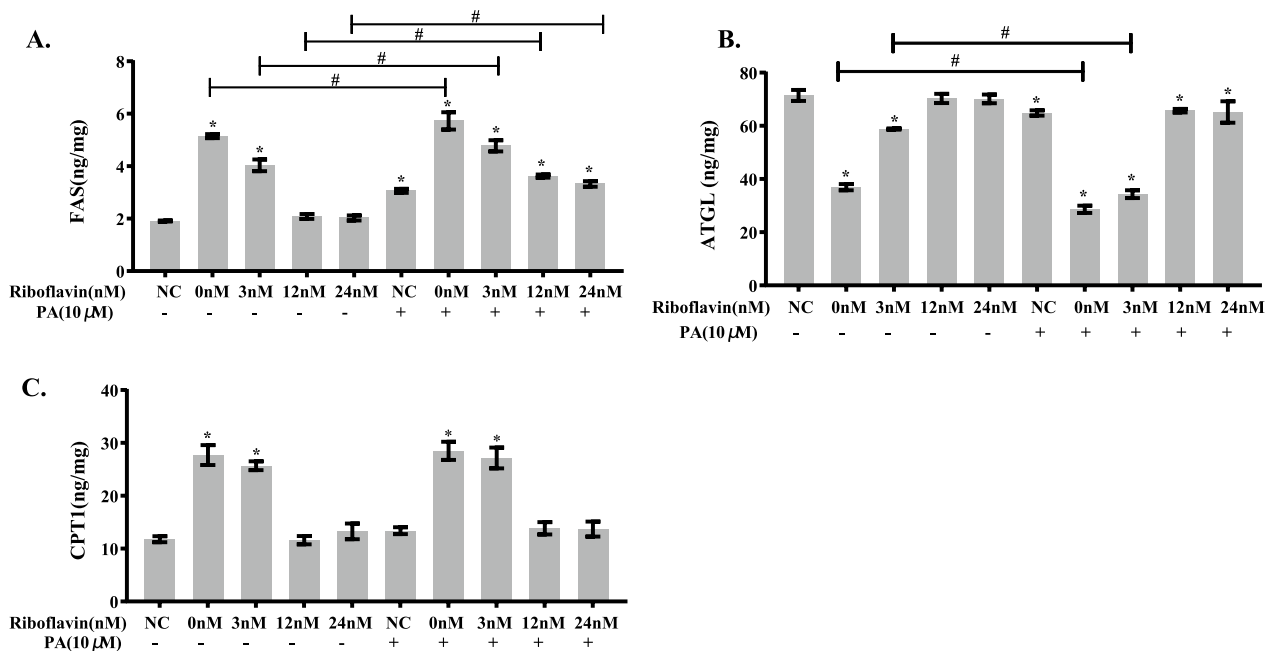 A.
#
#
#
#
FAS(ng/mg)
8
6
4
2
0
* * * * * * *
Riboflavin(nM) NC 0nM 3nM 12nM 24nM NC 0nM 3nM 12nM 24nM
PA(10 μM) - - - - - + + + + +
B.
#
#
ATGL (ng/mg)
80
60
40
20
0
* * * * * * *
Riboflavin(nM) NC 0nM 3nM 12nM 24nM NC 0nM 3nM 12nM 24nM
PA(10 μM) - - - - - + + + + +
C.
CPT1(ng/mg)
40
30
20
10
0
* * * *
Riboflavin(nM) NC 0nM 3nM 12nM 24nM NC 0nM 3nM 12nM 24nM
PA(10 μM) - - - - - + + + + +